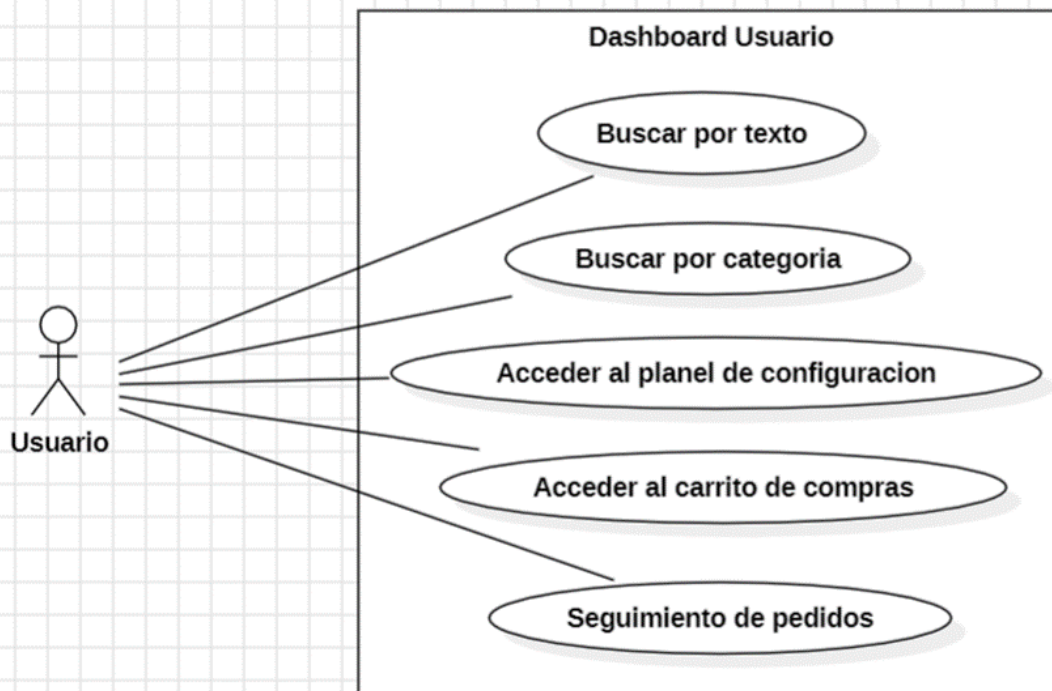 Dashboard Usuario
Buscar por texto
Buscar por categoria
Acceder al planel de configuracion
Acceder al carrito de compras
Seguimiento de pedidos
Usuario